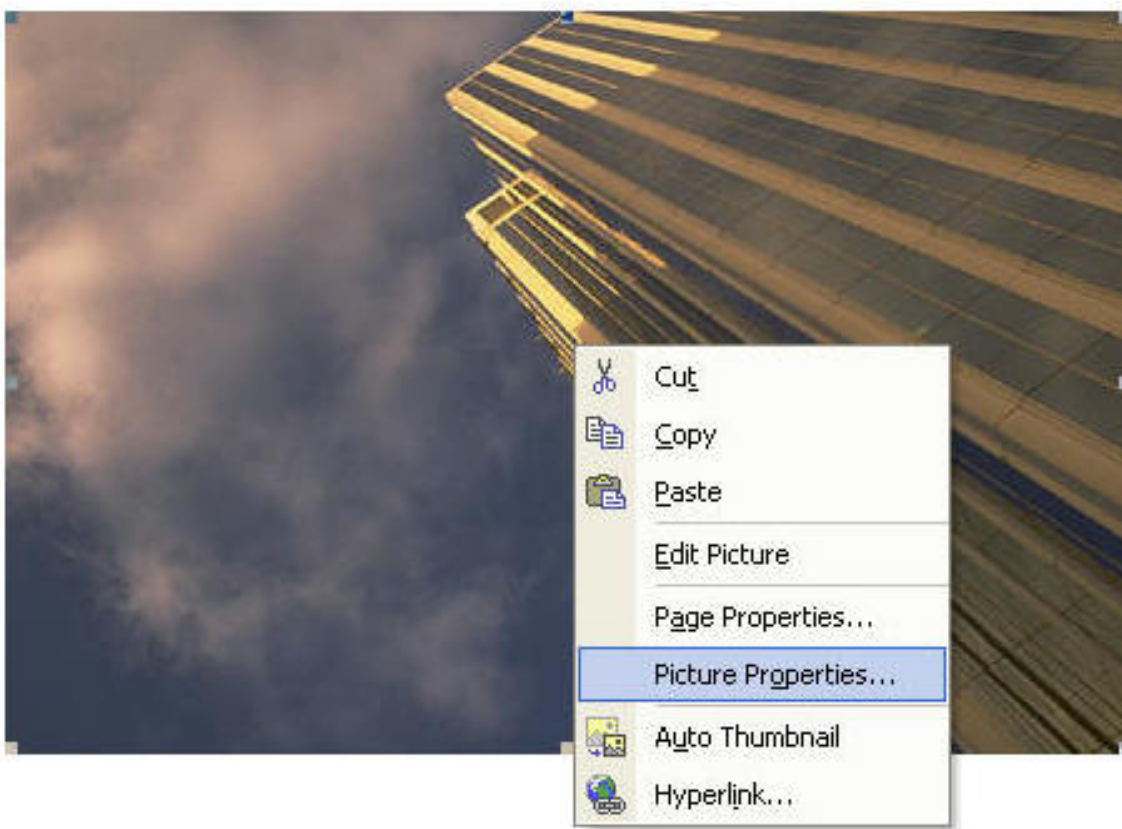 Cut
Copy
Paste
Edit Picture
Page Properties...
Picture Properties...
Auto Thumbnail
Hyperlink...